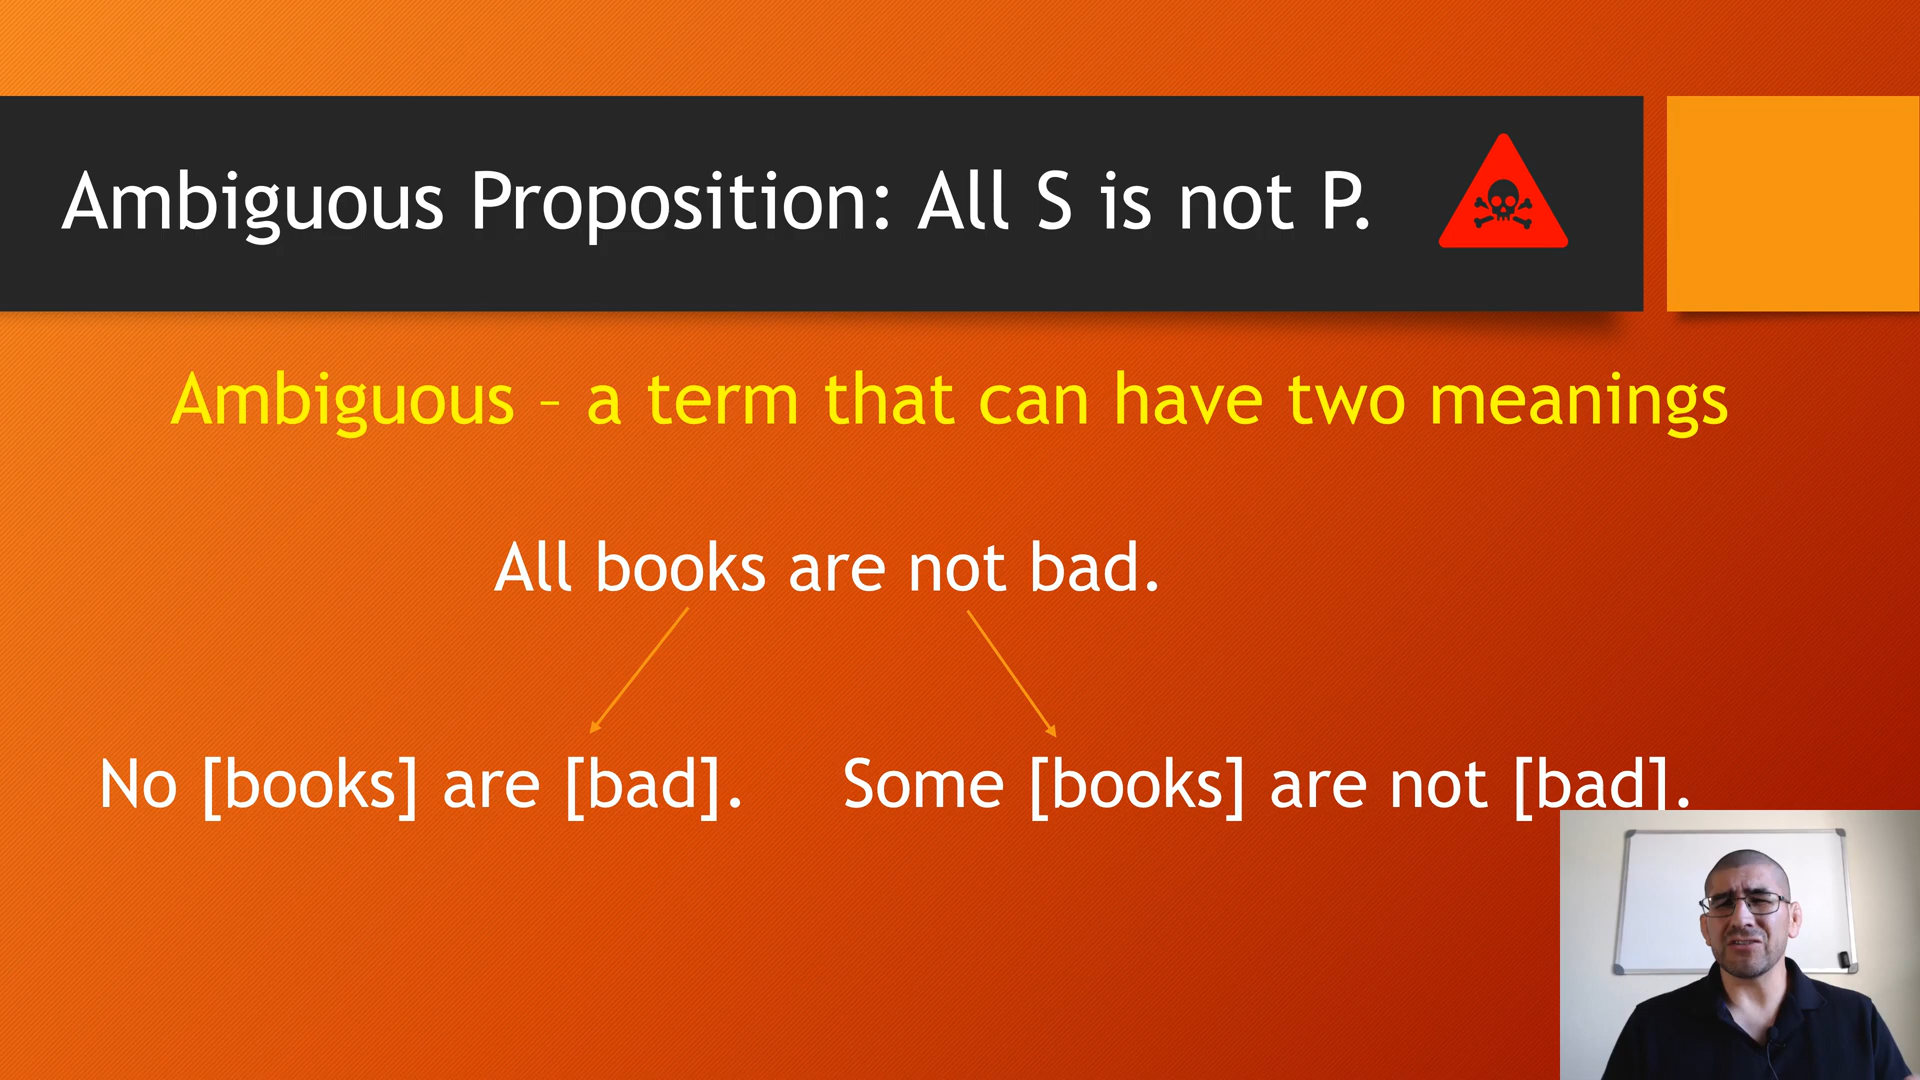 Ambiguous Proposition: All S is not P.
Ambiguous – a term that can have two meanings
All books are not bad.
No [books] are [bad].
Some [books] are not [bad].